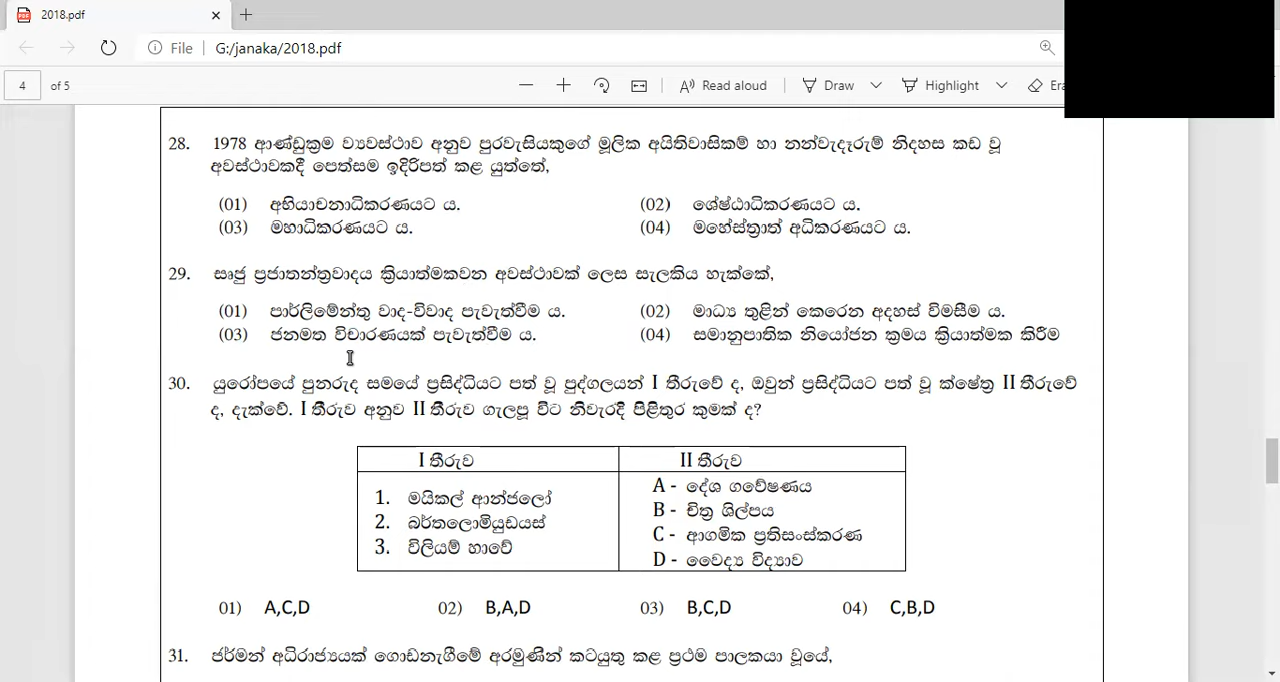 2018.pdf
File G:/janaka/2018.pdf
4 of 5 Read aloud Draw Highlight Era
28. 1978 ආණ්ඩුක්‍රම ව්‍යවස්ථාව අනුව පුරවැසියකුගේ මූලික අයිතිවාසිකම් හා නන්වැදෑරුම් නිදහස කඩ වූ
අවස්ථාවකදී පෙත්සම ඉදිරිපත් කළ යුත්තේ,
(01) අභියාචනාධිකරණයට ය. (02) ශ්‍රේෂ්ඨාධිකරණයට ය.
(03) මහාධිකරණයට ය. (04) මහේස්ත්‍රාත් අධිකරණයට ය.
29. සෘජු ප්‍රජාතන්ත්‍රවාදය ක්‍රියාත්මකවන අවස්ථාවක් ලෙස සැලකිය හැක්කේ,
(01) පාර්ලිමේන්තු වාද-විවාද පැවැත්වීම ය. (02) මාධ්‍ය තුළින් කෙරෙන අදහස් විමසීම ය.
(03) ජනමත විචාරණයක් පැවැත්වීම ය. (04) සමානුපාතික නියෝජන ක්‍රමය ක්‍රියාත්මක කිරීම
30. යුරෝපයේ පුනරුද සමයේ ප්‍රසිද්ධියට පත් වූ පුද්ගලයන් I තීරුවේ ද, ඔවුන් ප්‍රසිද්ධියට පත් වූ ක්ෂේත්‍ර II තීරුවේ
ද, දැක්වේ. I තීරුව අනුව II තීරුව ගැලපූ විට නිවැරදි පිළිතුර කුමක් ද?
I තීරුව II තීරුව
1. මයිකල් ආන්ජලෝ
2. බර්තලොමියුඩයස්
3. විලියම් හාවේ
A - දේශ ගවේෂණය
B - චිත්‍ර ශිල්පය
C - ආගමික ප්‍රතිසංස්කරණ
D - වෛද්‍ය විද්‍යාව
01) A,C,D 02) B,A,D 03) B,C,D 04) C,B,D
31. ජර්මන් අධිරාජ්‍යයක් ගොඩනැගීමේ අරමුණින් කටයුතු කළ ප්‍රථම පාලකයා වූයේ,